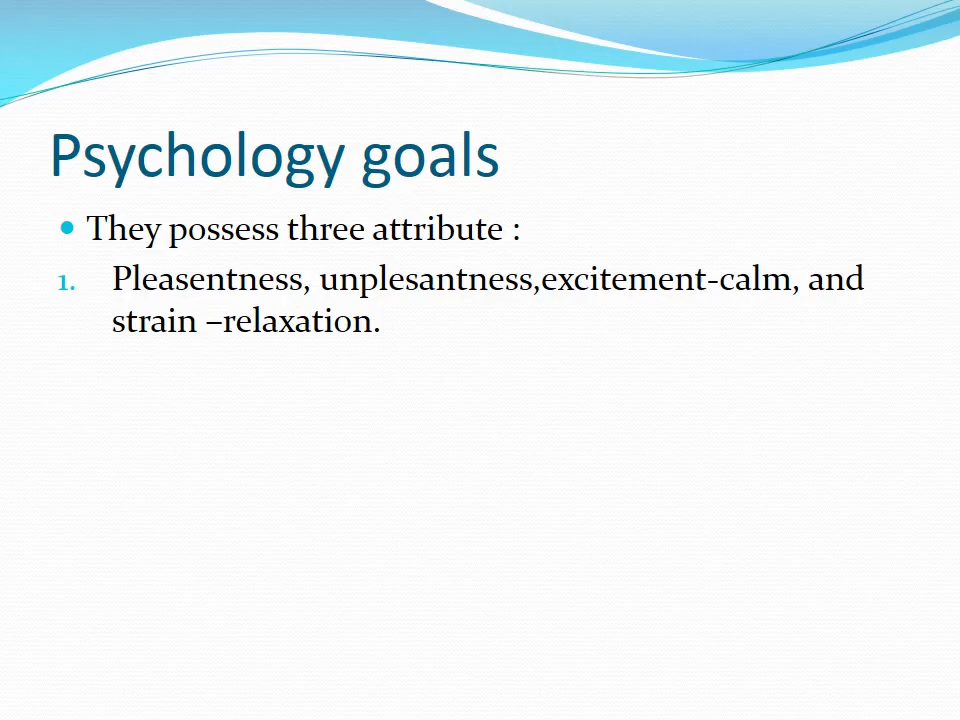 Psychology goals
• They possess three attribute :
1. Pleasentness, unplesantness,excitement-calm, and
strain –relaxation.